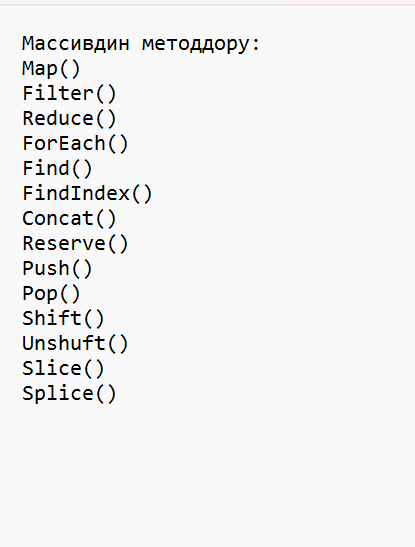 Массивдин методдору:
Map()
Filter()
Reduce()
ForEach()
Find()
FindIndex()
Concat()
Reserve()
Push()
Pop()
Shift()
Unshuft()
Slice()
Splice()